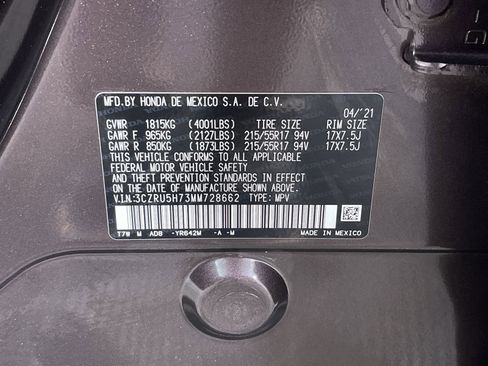 MFD.BY HONDA DE MEXICO S.A. DE C.V.
04/'21
GVWR 1815KG (4001LBS) TIRE SIZE RIM SIZE
GAWR F 965KG (2127LBS) 215/55R17 94V 17X7.5J
GAWR R 850KG (1873LBS) 215/55R17 94V 17X7.5J
THIS VEHICLE CONFORMS TO ALL APPLICABLE
FEDERAL MOTOR VEHICLE SAFETY AND THEFT
PREVENTION STANDARDS IN EFFECT ON THE
DATE OF MANUFACTURE SHOWN ABOVE.
V.I.N:3CZRU5H73MM728662 TYPE: MPV
T7W M ADB -YR642M -A -M MADE IN MEXICO